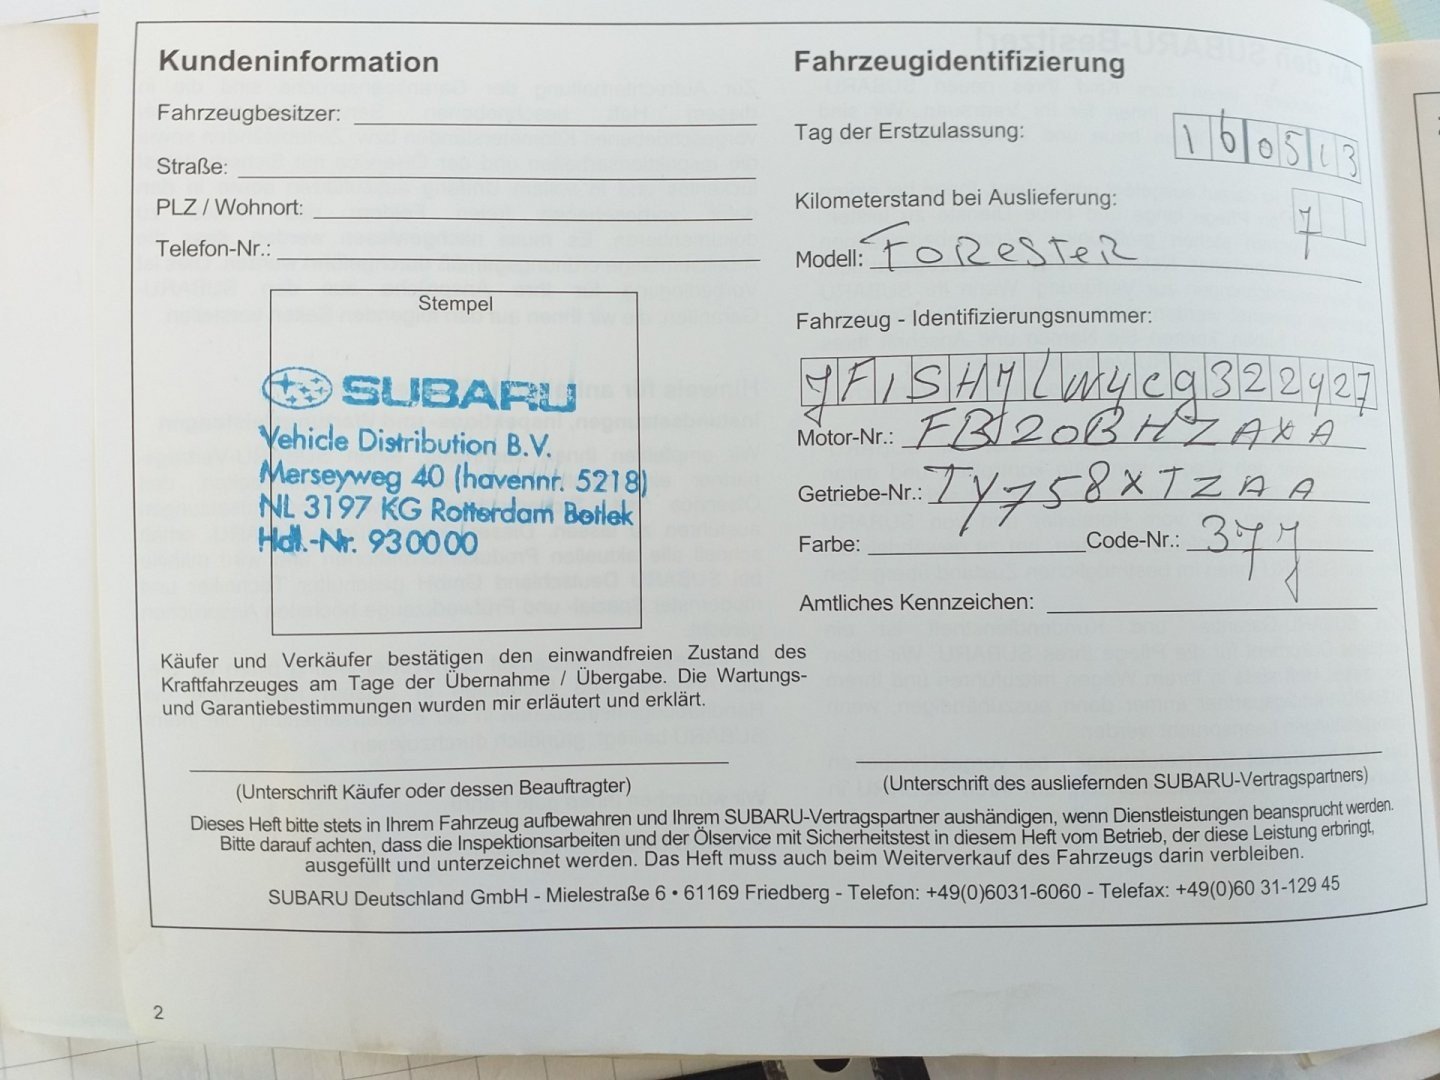 Kundeninformation
Fahrzeugbesitzer:
Straße:
PLZ / Wohnort:
Telefon-Nr.:
Stempel
SUBARU
Vehicle Distribution B.V.
Merseyweg 40 (havennr. 5218)
NL 3197 KG Rotterdam Botlek
Hdl.-Nr. 930000
Käufer und Verkäufer bestätigen den einwandfreien Zustand des
Kraftfahrzeuges am Tage der Übernahme / Übergabe. Die Wartungs-
und Garantiebestimmungen wurden mir erläutert und erklärt.
(Unterschrift Käufer oder dessen Beauftragter)
Fahrzeugidentifizierung
Tag der Erstzulassung: 160513
Kilometerstand bei Auslieferung: 7
Modell: FORESTER
Fahrzeug - Identifizierungsnummer:
Motor-Nr.: FB20BHZAXA
Getriebe-Nr.: TY758XTZAA
Farbe: Code-Nr.: 377
Amtliches Kennzeichen:
(Unterschrift des ausliefernden SUBARU-Vertragspartners)
Dieses Heft bitte stets in Ihrem Fahrzeug aufbewahren und Ihrem SUBARU-Vertragspartner aushändigen, wenn Dienstleistungen beansprucht werden.
Bitte darauf achten, dass die Inspektionsarbeiten und der Ölservice mit Sicherheitstest in diesem Heft vom Betrieb, der diese Leistung erbringt,
ausgefüllt und unterzeichnet werden. Das Heft muss auch beim Weiterverkauf des Fahrzeugs darin verbleiben.
SUBARU Deutschland GmbH - Mielestraße 6 • 61169 Friedberg - Telefon: +49(0)6031-6060 - Telefax: +49(0)60 31-129 45
2